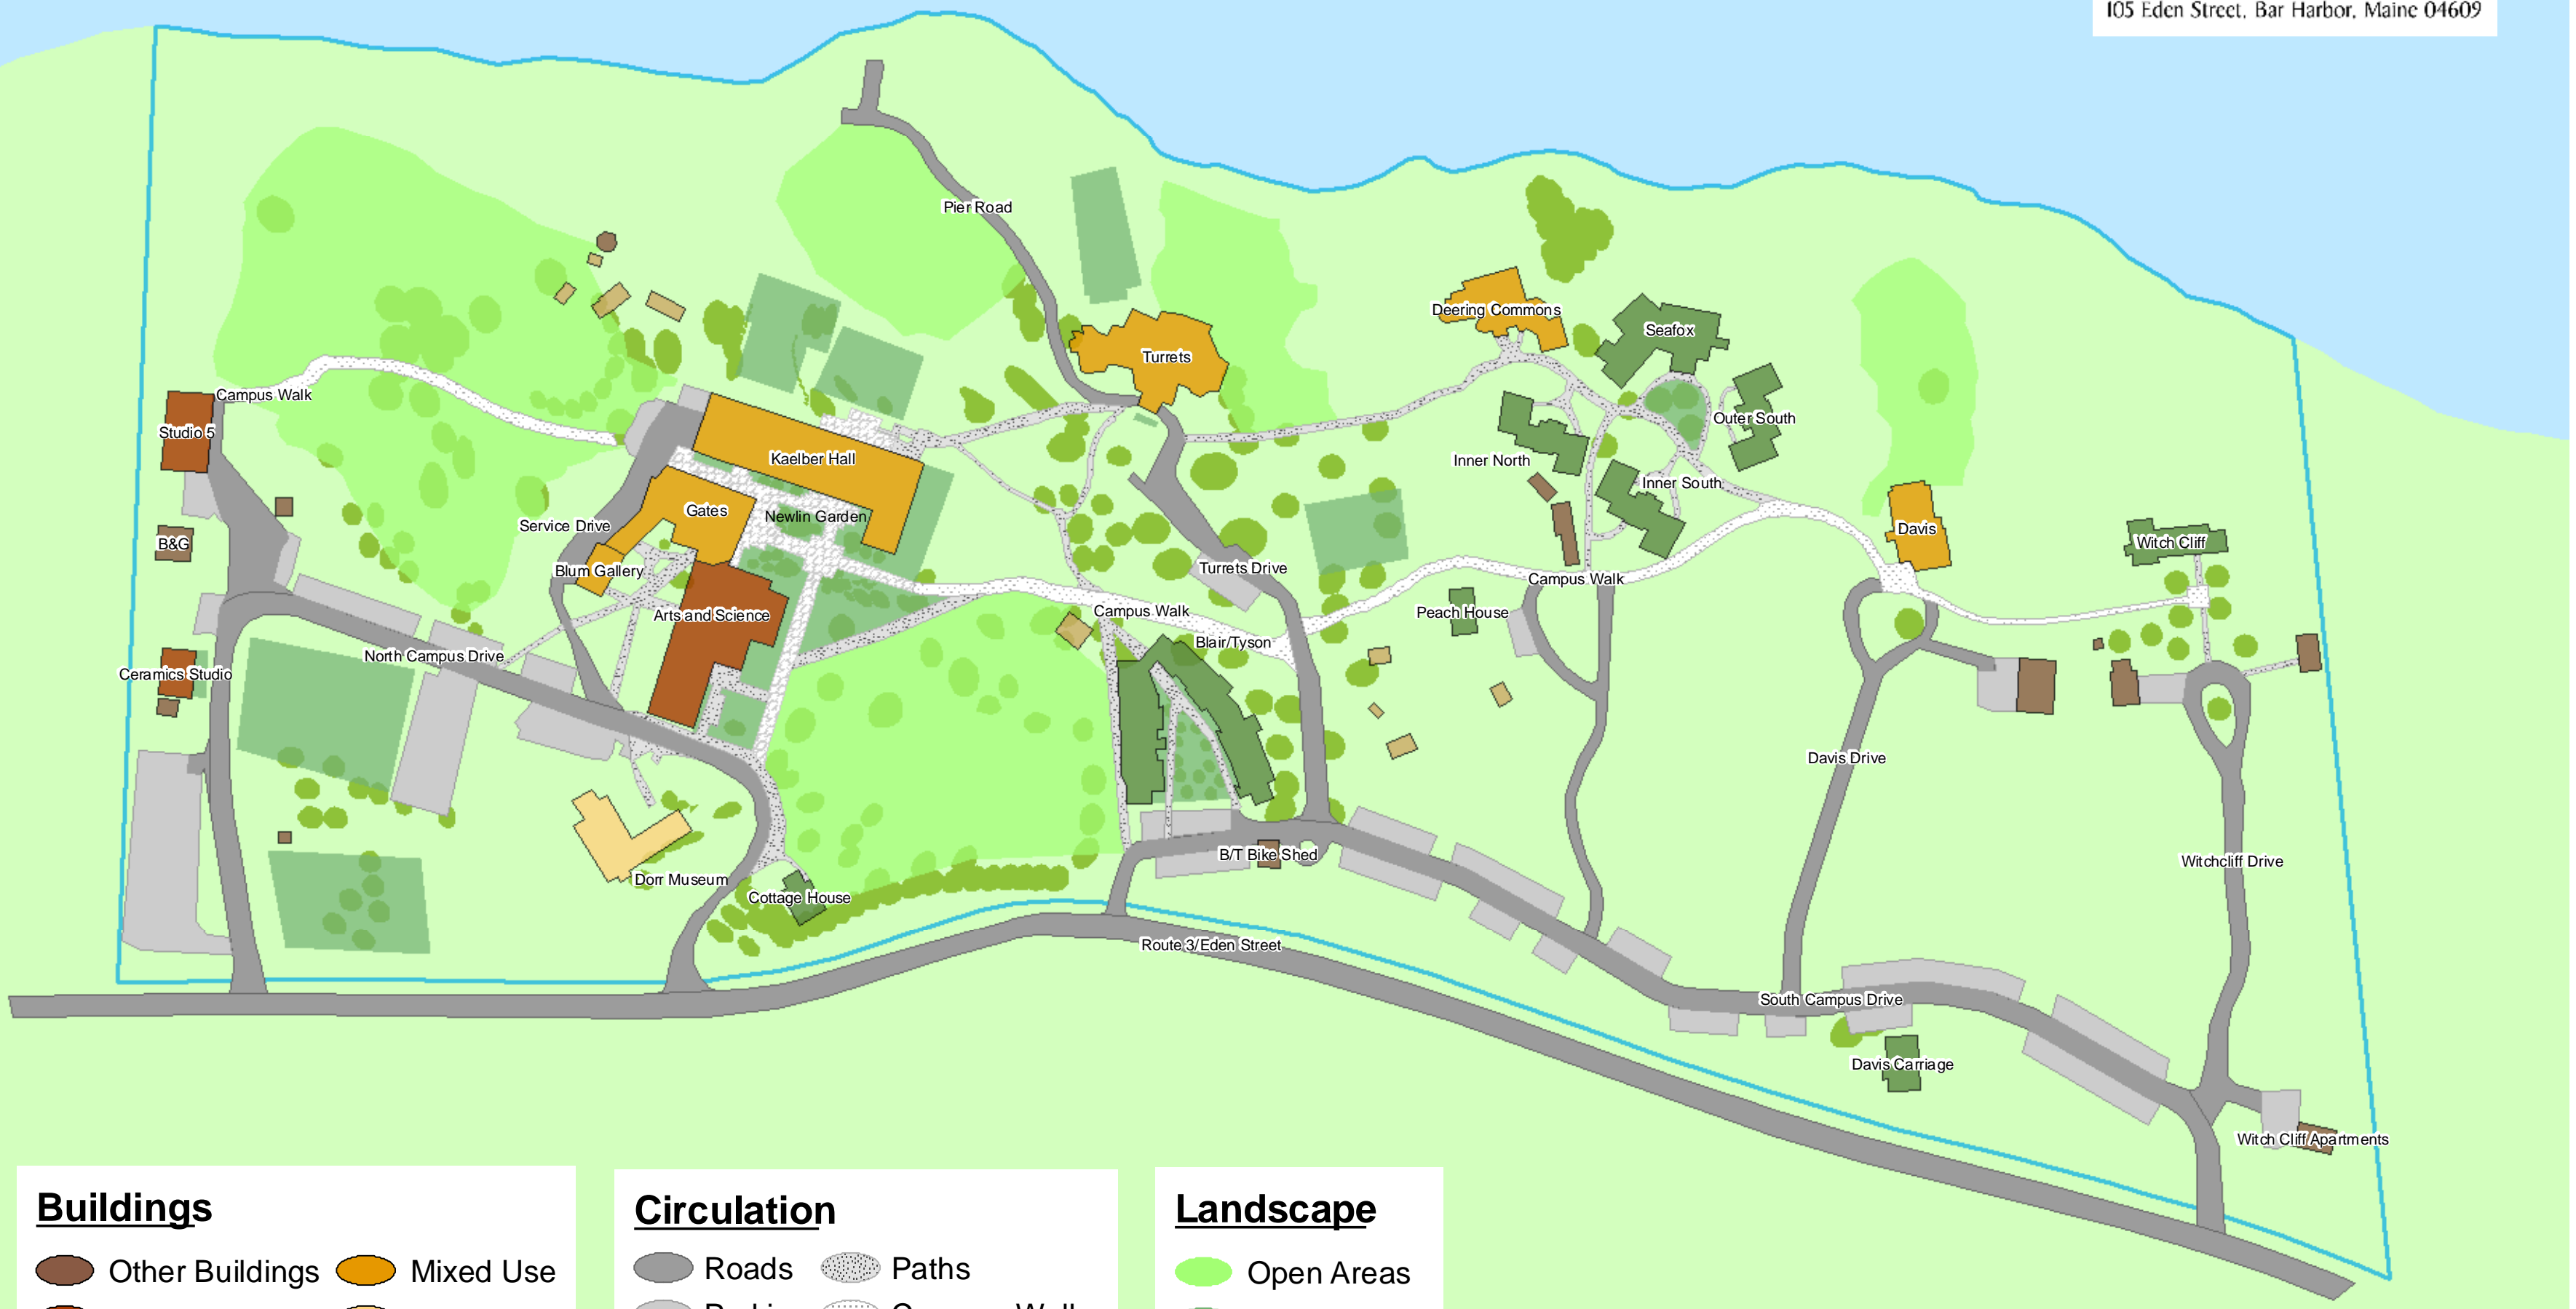 105 Eden Street, Bar Harbor, Maine 04609
Pier Road
Deering Commons
Seafox
Turrets
Campus Walk
Outer South
Studio 5
Kaelber Hall
Inner North
Inner South
Gates
Newlin Garden
Service Drive
Davis
B&G
Witch Cliff
Blum Gallery
Turrets Drive
Campus Walk
Arts and Science
Campus Walk
Peach House
Blair/Tyson
North Campus Drive
Ceramics Studio
Davis Drive
B/T Bike Shed
Witchcliff Drive
Dorr Museum
Cottage House
Route 3/Eden Street
South Campus Drive
Davis Carriage
Witch Cliff Apartments
Buildings
Other Buildings
Mixed Use
Circulation
Roads
Paths
Landscape
Open Areas